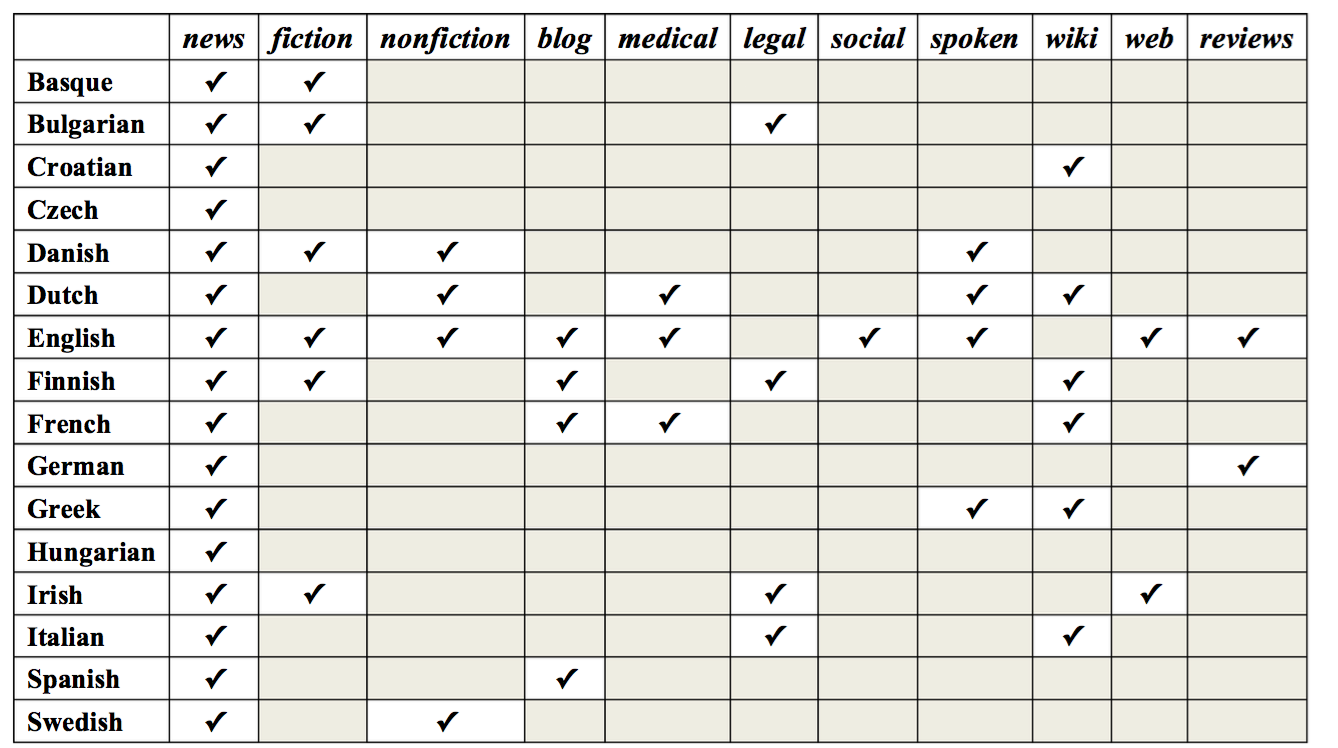 news fiction nonfiction blog medical legal social spoken wiki web reviews
Basque ✓ ✓
Bulgarian ✓ ✓ ✓
Croatian ✓ ✓
Czech ✓
Danish ✓ ✓ ✓ ✓
Dutch ✓ ✓ ✓ ✓ ✓
English ✓ ✓ ✓ ✓ ✓ ✓ ✓ ✓ ✓
Finnish ✓ ✓ ✓ ✓ ✓
French ✓ ✓ ✓ ✓
German ✓ ✓
Greek ✓ ✓ ✓
Hungarian ✓
Irish ✓ ✓ ✓ ✓
Italian ✓ ✓ ✓
Spanish ✓ ✓
Swedish ✓ ✓